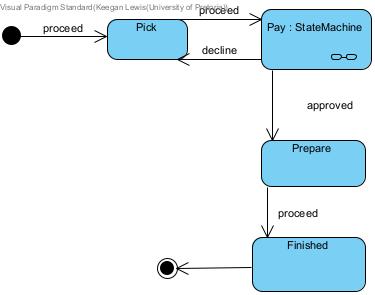 Visual Paradigm Standard(Keegan Lewis(University of Pretoria))
proceed
proceed
Pick
Pay : StateMachine
decline
approved
Prepare
proceed
Finished